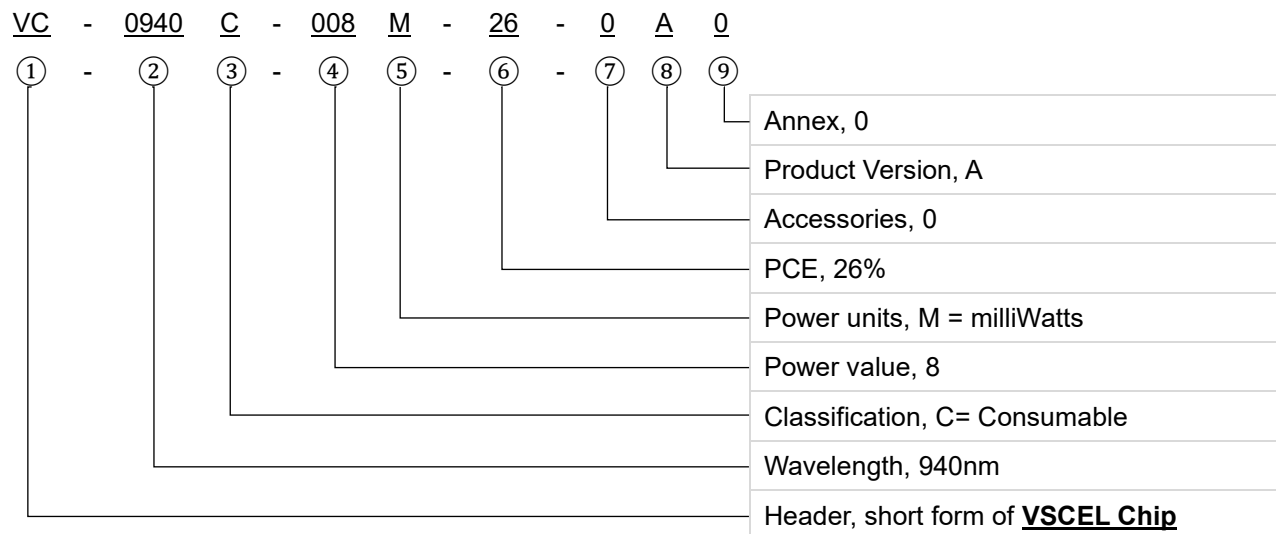 VC - 0940 C - 008 M - 26 - 0 A 0
① - ② ③ - ④ ⑤ - ⑥ - ⑦ ⑧ ⑨
Annex, 0
Product Version, A
Accessories, 0
PCE, 26%
Power units, M = milliWatts
Power value, 8
Classification, C= Consumable
Wavelength, 940nm
Header, short form of VSCEL Chip